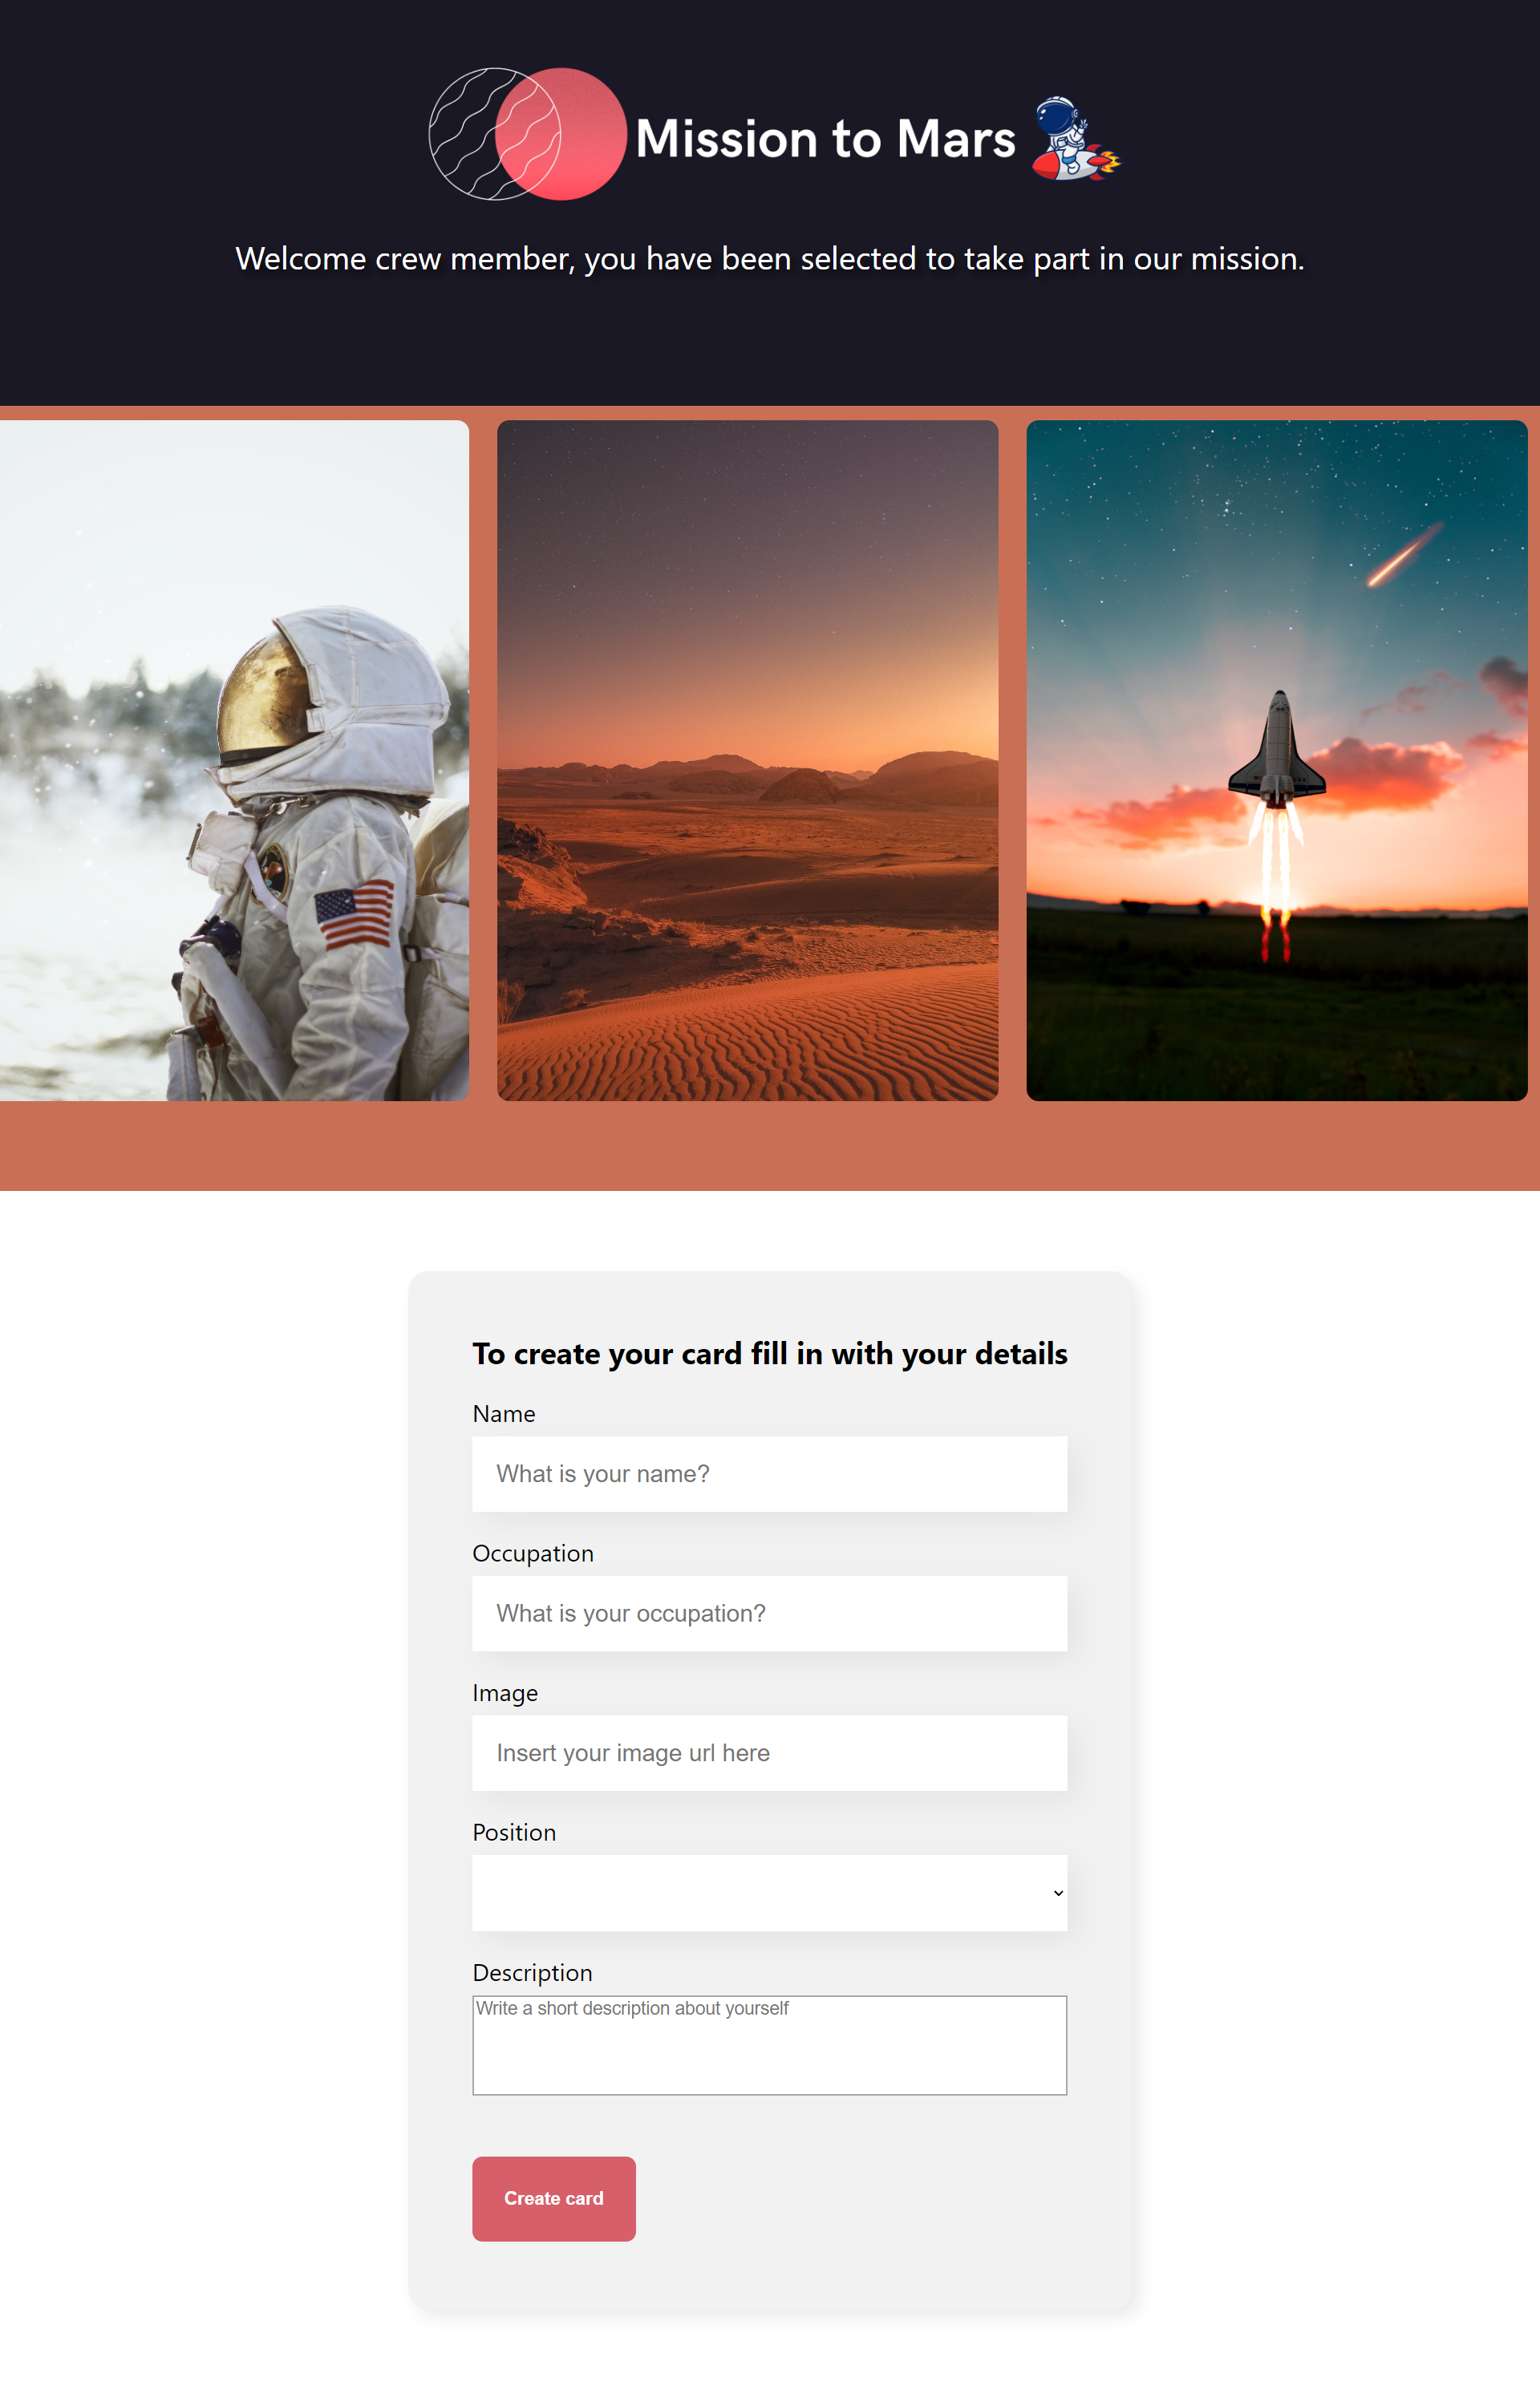 Mission to Mars
Welcome crew member, you have been selected to take part in our mission.
To create your card fill in with your details
Name
What is your name?
Occupation
What is your occupation?
Image
Insert your image url here
Position
Description
Write a short description about yourself
Create card